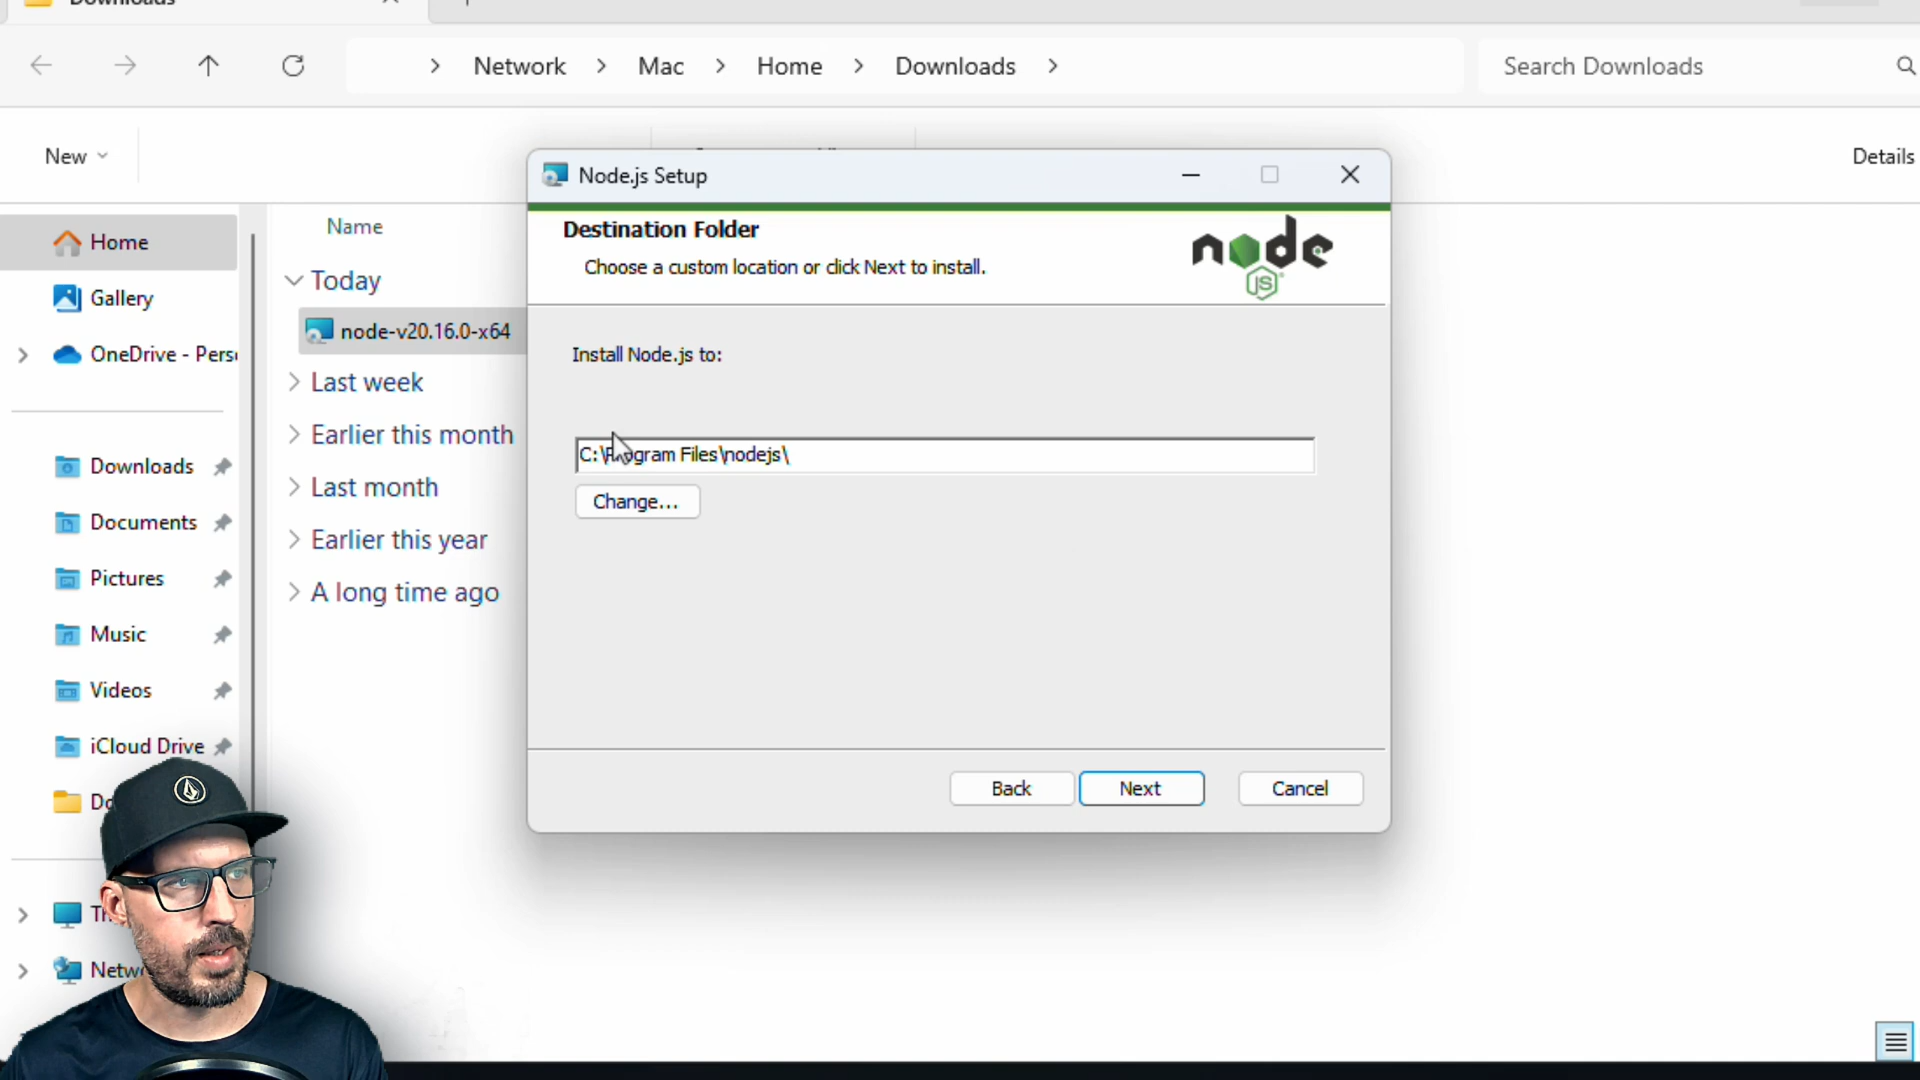 Downloads
Network > Mac > Home > Downloads >
Search Downloads
New
Details
Home
Gallery
OneDrive - Pers
Downloads
Documents
Pictures
Music
Videos
iCloud Drive
Name
Today
node-v20.16.0-x64
Last week
Earlier this month
Last month
Earlier this year
A long time ago
Node.js Setup
Destination Folder
Choose a custom location or click Next to install.
node
JS
Install Node.js to:
C:\Program Files\nodejs\
Change...
Back
Next
Cancel